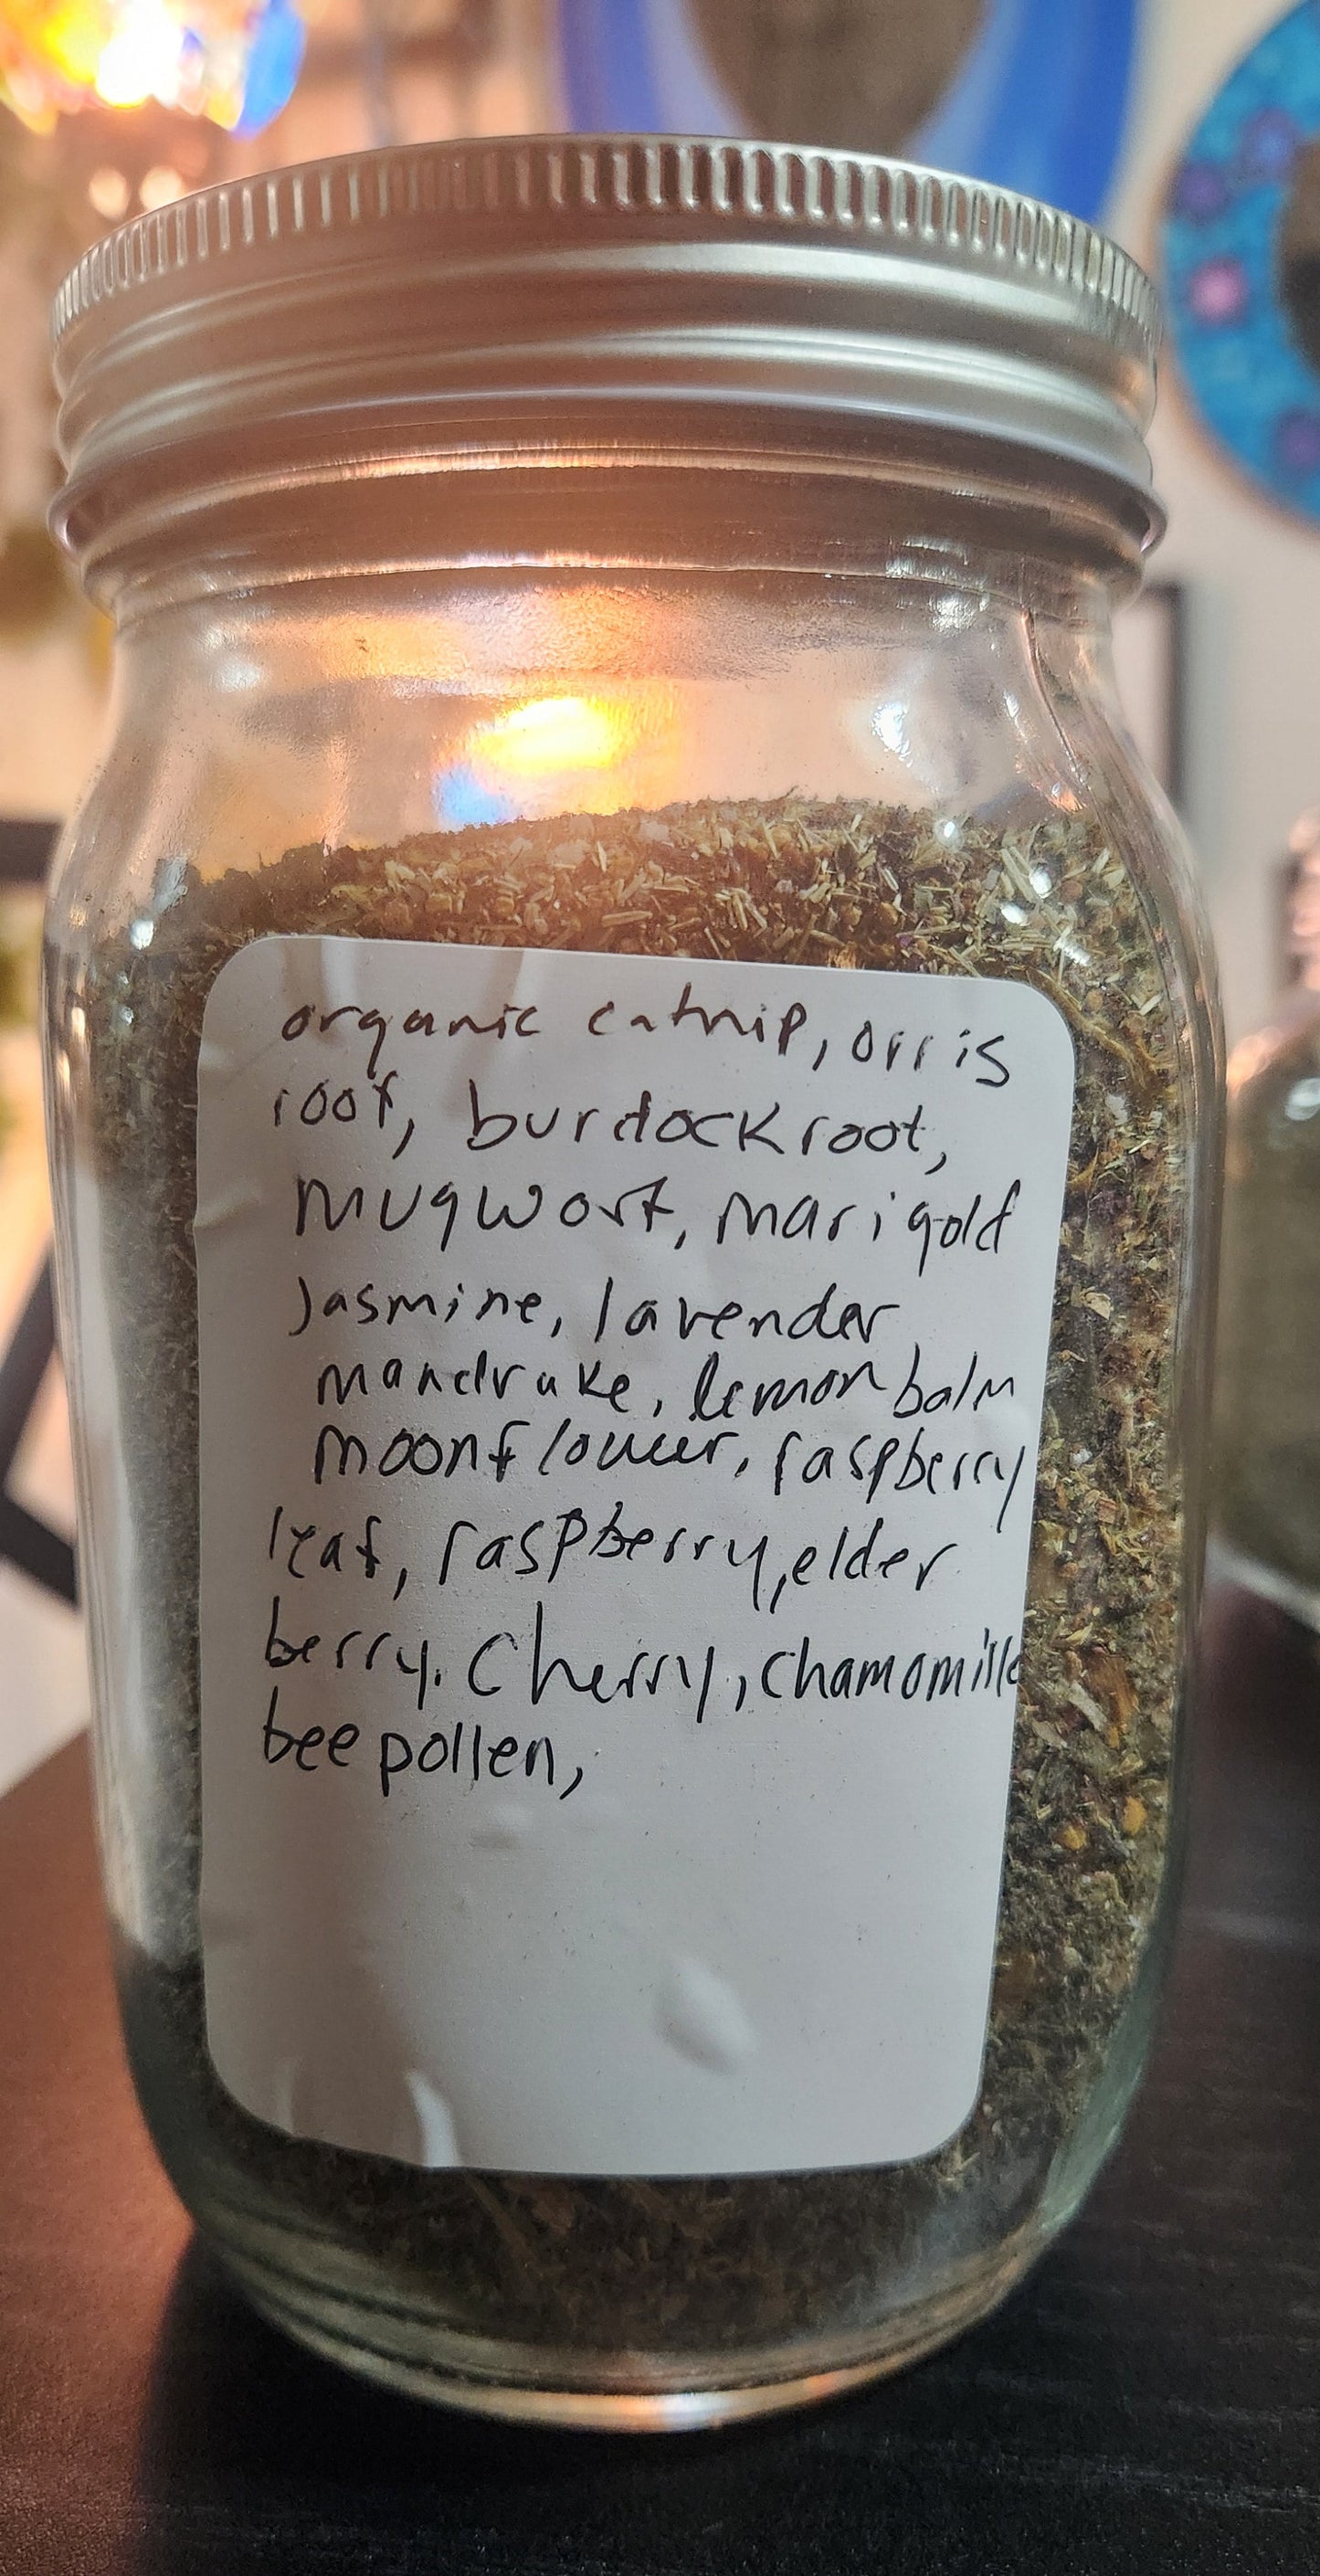 organic catnip, orris
root, burdock root,
mugwort, marigold
Jasmine, lavender
mandrake, lemon balm
moonflower, raspberry
leaf, raspberry, elder
berry. Cherry, chamomille
bee pollen,